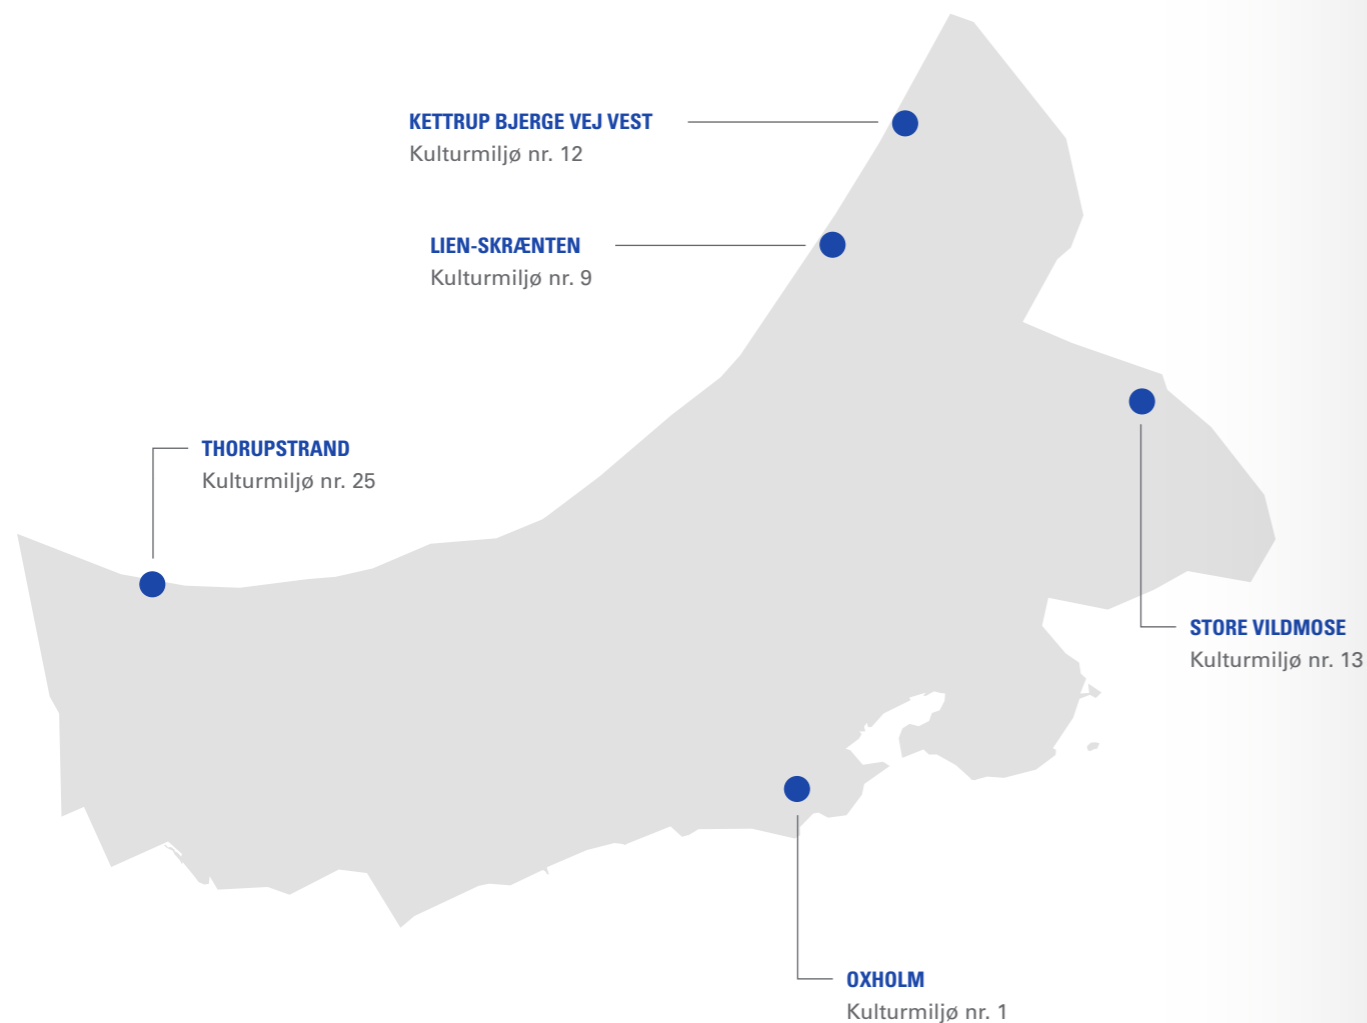 KETTRUP BJERGE VEJ VEST
Kulturmiljø nr. 12
LIEN-SKRÆNTEN
Kulturmiljø nr. 9
THORUPSTRAND
Kulturmiljø nr. 25
STORE VILDMOSE
Kulturmiljø nr. 13
OXHOLM
Kulturmiljø nr. 1